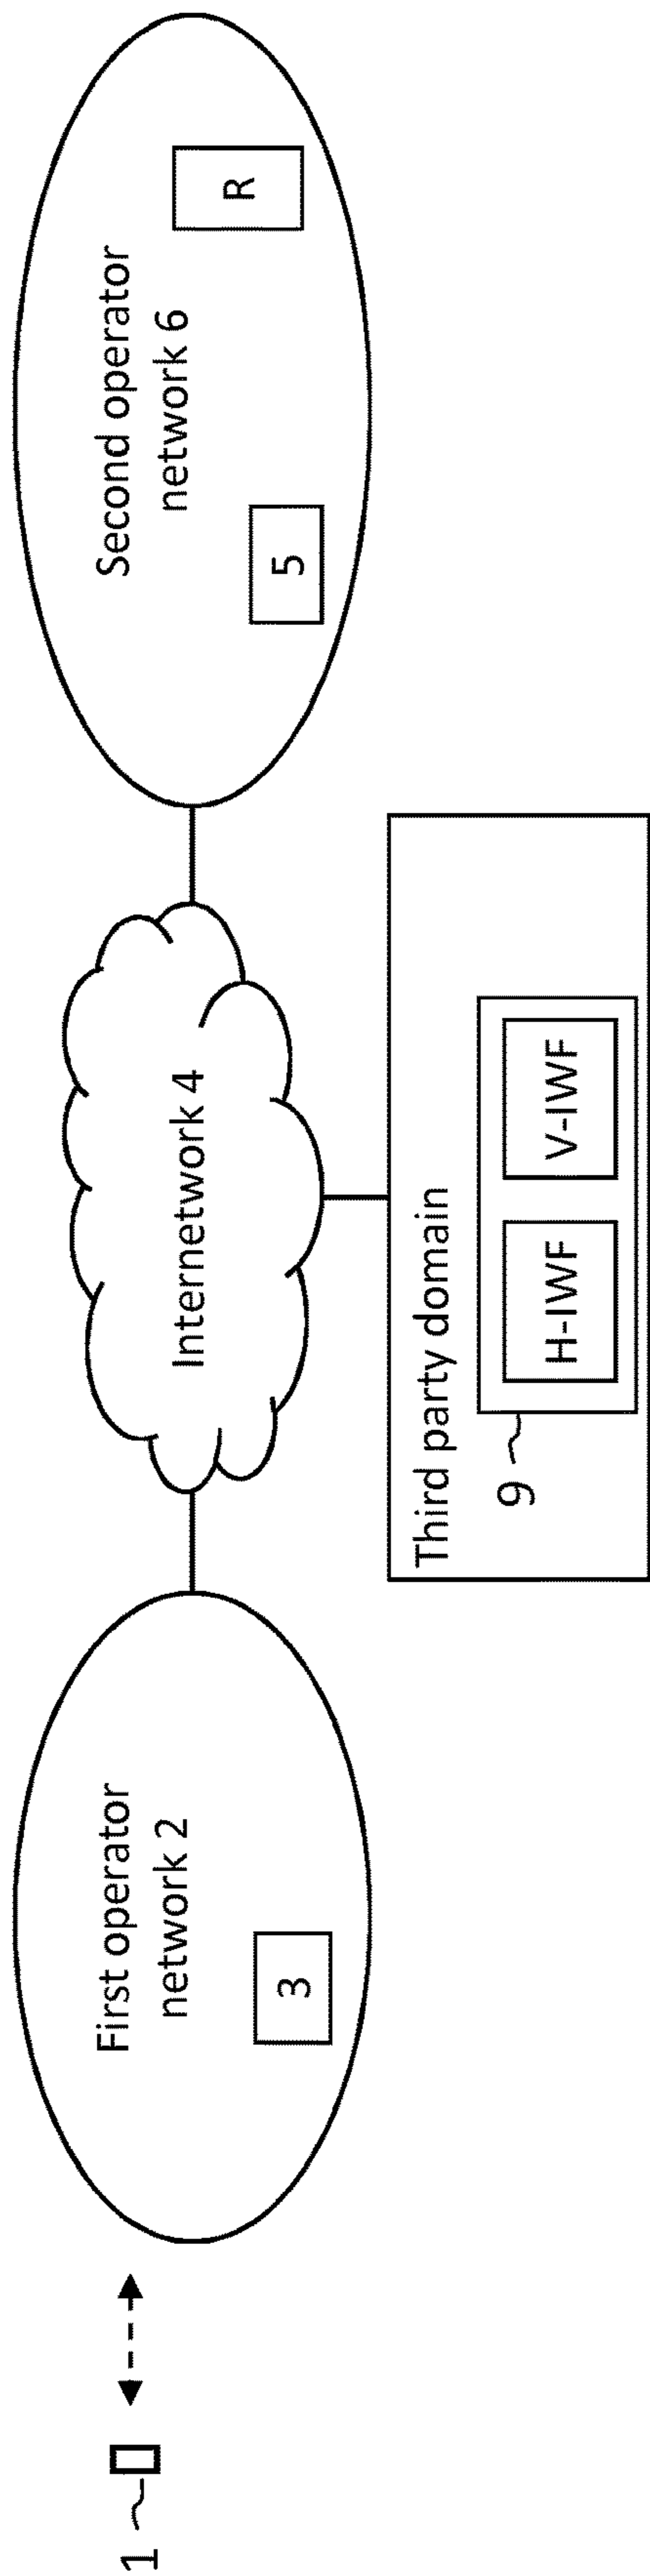 1
First operator
network 2
3
Internetwork 4
Third party domain
9
H-IWF
V-IWF
Second operator
network 6
5
R